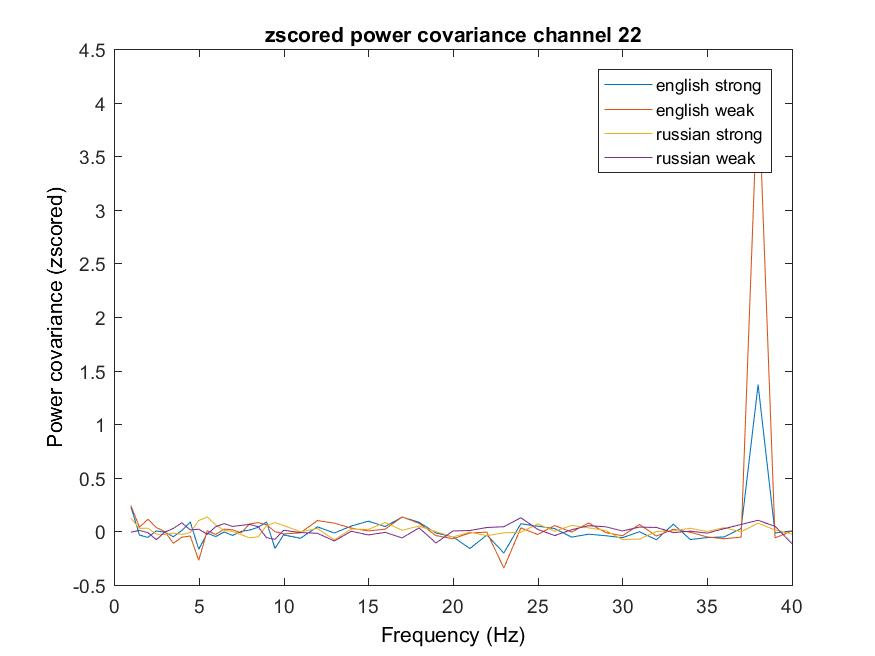 zscored power covariance channel 22
4.5
4
3.5
3
2.5
2
1.5
1
0.5
0
-0.5
Power covariance (zscored)
english strong
english weak
russian strong
russian weak
0 5 10 15 20 25 30 35 40
Frequency (Hz)